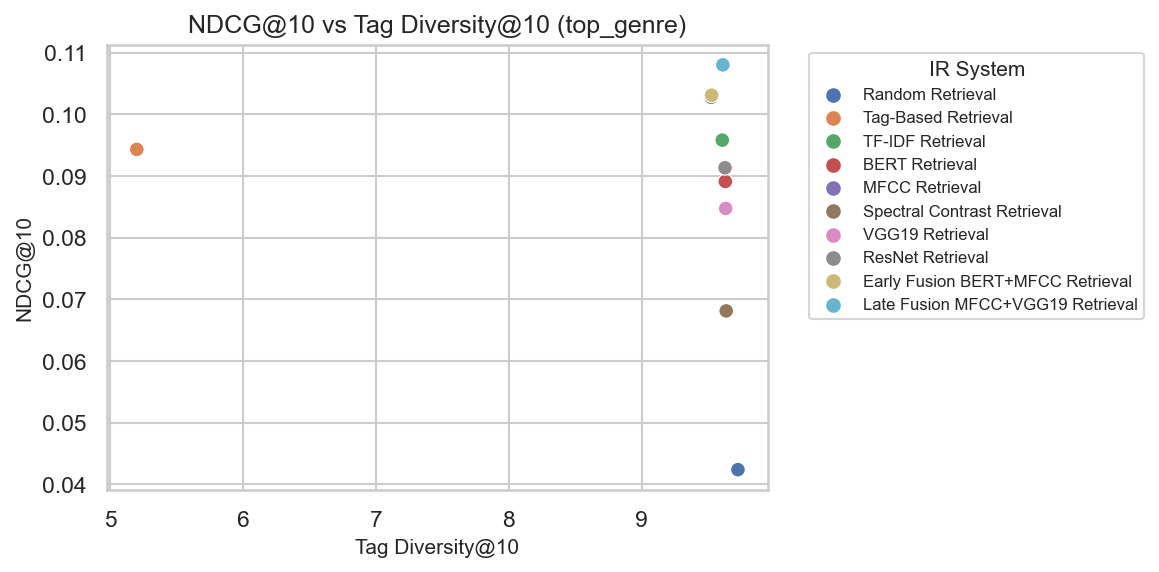 NDCG@10 vs Tag Diversity@10 (top_genre)
0.11
0.10
0.09
0.08
0.07
0.06
0.05
0.04
NDCG@10
5
6
7
8
9
Tag Diversity@10
IR System
Random Retrieval
Tag-Based Retrieval
TF-IDF Retrieval
BERT Retrieval
MFCC Retrieval
Spectral Contrast Retrieval
VGG19 Retrieval
ResNet Retrieval
Early Fusion BERT+MFCC Retrieval
Late Fusion MFCC+VGG19 Retrieval